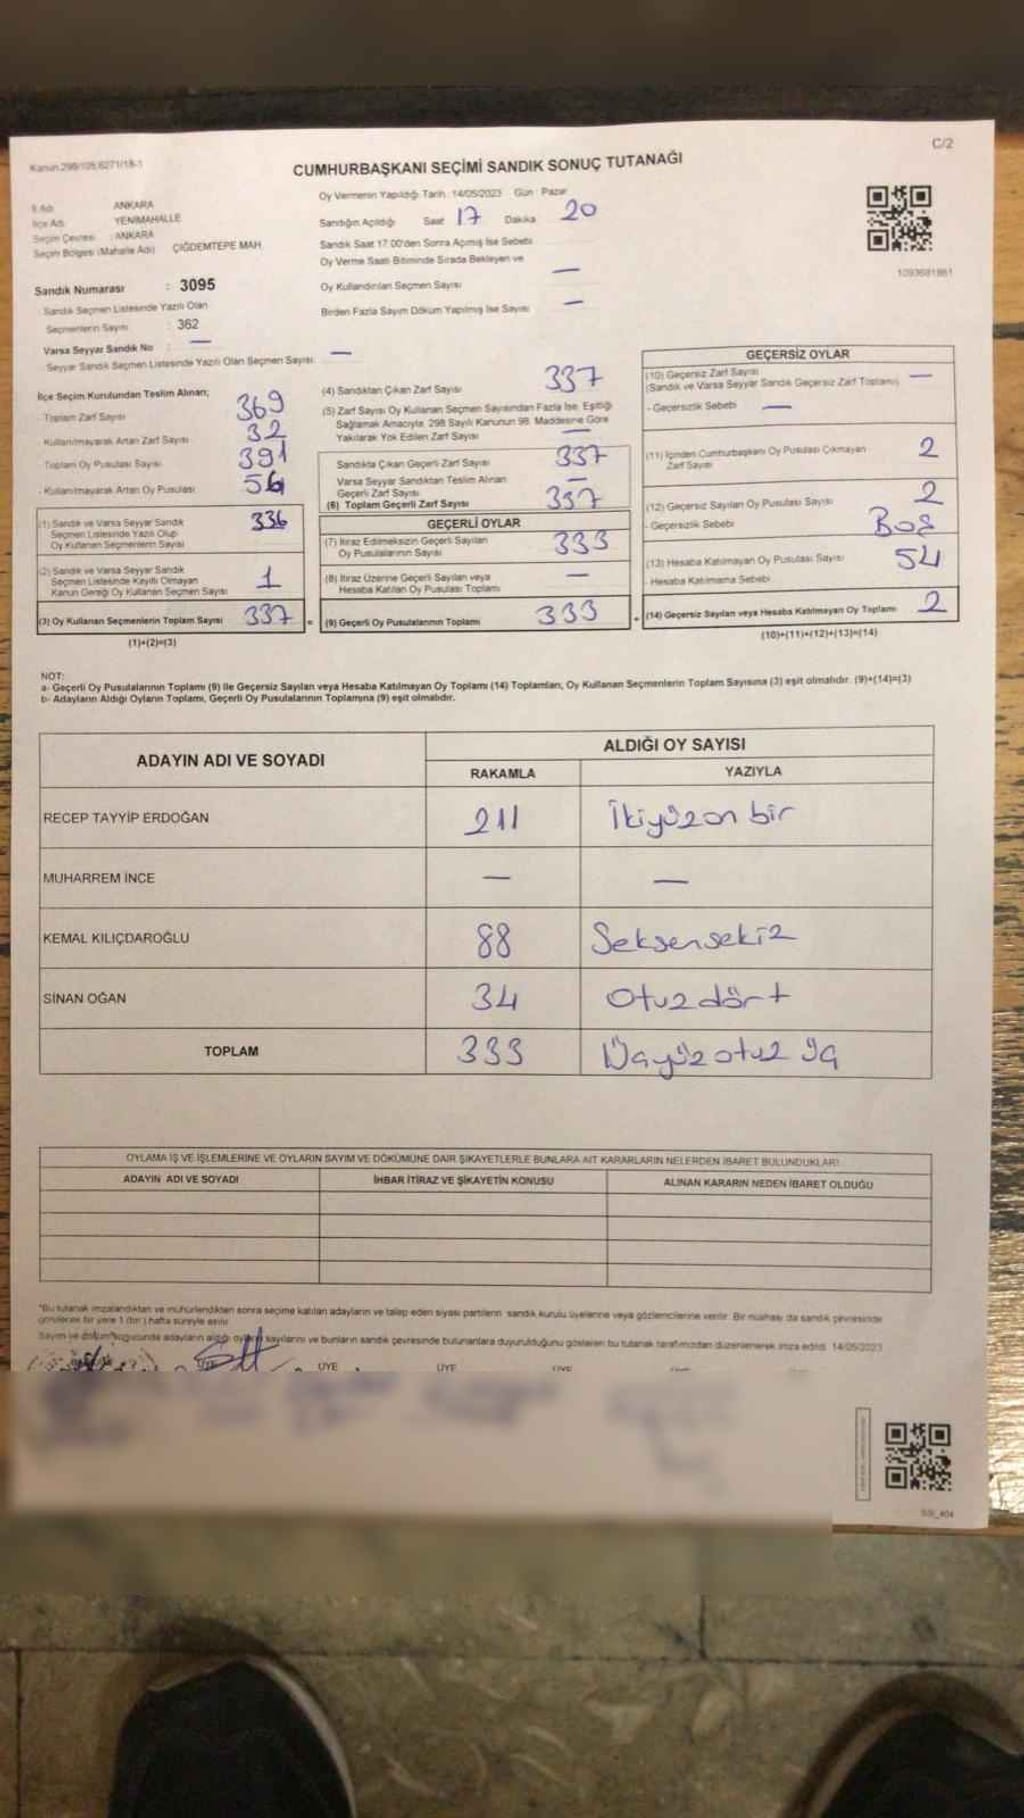 C/2
Kanun.298/105,6271/18-1
CUMHURBAŞKANI SEÇİMİ SANDIK SONUÇ TUTANAĞI
Oy Vermenin Yapıldığı Tarih : 14/05/2023 Gün : Pazar
İl Adı ANKARA
İlçe Adı YENİMAHALLE
Seçim Çevresi : ANKARA
Seçim Bölgesi (Mahalle Adı) ÇİĞDEMTEPE MAH.
Sandığın Açıldığı Saat 17 Dakika 20
Sandık Saat 17.00'den Sonra Açılmış İse Sebebi
Oy Verme Saati Bitiminde Sırada Bekleyen ve
Oy Kullandırılan Seçmen Sayısı —
Birden Fazla Sayım Döküm Yapılmış İse Sayısı —
1093681861
Sandık Numarası : 3095
Sandık Seçmen Listesinde Yazılı Olan
Seçmenlerin Sayısı : 362
Varsa Seyyar Sandık No : —
Seyyar Sandık Seçmen Listesinde Yazılı Olan Seçmen Sayısı: —
İlçe Seçim Kurulundan Teslim Alınan;
- Toplam Zarf Sayısı 369
- Kullanılmayarak Artan Zarf Sayısı 32
- Toplam Oy Pusulası Sayısı 391
- Kullanılmayarak Artan Oy Pusulası 54
(1) Sandık ve Varsa Seyyar Sandık
Seçmen Listesinde Yazılı Olup
Oy Kullanan Seçmenlerin Sayısı 336
(2) Sandık ve Varsa Seyyar Sandık
Seçmen Listesinde Kayıtlı Olmayan
Kanun Gereği Oy Kullanan Seçmen Sayısı 1
(3) Oy Kullanan Seçmenlerin Toplam Sayısı 337
(1)+(2)=(3)
(4) Sandıktan Çıkan Zarf Sayısı 337
(5) Zarf Sayısı Oy Kullanan Seçmen Sayısından Fazla İse, Eşitliği
Sağlamak Amacıyla, 298 Sayılı Kanunun 98. Maddesine Göre
Yakılarak Yok Edilen Zarf Sayısı —
Sandıkta Çıkan Geçerli Zarf Sayısı 337
Varsa Seyyar Sandıktan Teslim Alınan
Geçerli Zarf Sayısı —
(6) Toplam Geçerli Zarf Sayısı 337
GEÇERLİ OYLAR
(7) İtiraz Edilmeksizin Geçerli Sayılan
Oy Pusulalarının Sayısı 333
(8) İtiraz Üzerine Geçerli Sayılan veya
Hesaba Katılan Oy Pusulası Toplamı —
= (9) Geçerli Oy Pusulalarının Toplamı 333
GEÇERSİZ OYLAR
(10) Geçersiz Zarf Sayısı —
(Sandık ve Varsa Seyyar Sandık Geçersiz Zarf Toplamı)
- Geçersizlik Sebebi —
(11) İçinden Cumhurbaşkanı Oy Pusulası Çıkmayan
Zarf Sayısı 2
(12) Geçersiz Sayılan Oy Pusulası Sayısı 2
- Geçersizlik Sebebi Boş
(13) Hesaba Katılmayan Oy Pusulası Sayısı 54
- Hesaba Katılmama Sebebi
+ (14) Geçersiz Sayılan veya Hesaba Katılmayan Oy Toplamı 2
(10)+(11)+(12)+(13)=(14)
NOT:
a- Geçerli Oy Pusulalarının Toplamı (9) ile Geçersiz Sayılan veya Hesaba Katılmayan Oy Toplamı (14) Toplamları, Oy Kullanan Seçmenlerin Toplam Sayısına (3) eşit olmalıdır. (9)+(14)=(3)
b- Adayların Aldığı Oyların Toplamı, Geçerli Oy Pusulalarının Toplamına (9) eşit olmalıdır.
ADAYIN ADI VE SOYADI
ALDIĞI OY SAYISI
RAKAMLA YAZIYLA
RECEP TAYYİP ERDOĞAN 211 İkiyüzon bir
MUHARREM İNCE — —
KEMAL KILIÇDAROĞLU 88 Seksensekiz
SİNAN OĞAN 34 Otuzdört
TOPLAM 333 Üçyüzotuz üç
OYLAMA İŞ VE İŞLEMLERİNE VE OYLARIN SAYIM VE DÖKÜMÜNE DAİR ŞİKAYETLERLE BUNLARA AİT KARARLARIN NELERDEN İBARET BULUNDUKLARI
ADAYIN ADI VE SOYADI İHBAR İTİRAZ VE ŞİKAYETİN KONUSU ALINAN KARARIN NEDEN İBARET OLDUĞU
"Bu tutanak imzalandıktan ve mühürlendikten sonra seçime katılan adayların ve talep eden siyasi partilerin sandık kurulu üyelerine veya gözlemcilerine verilir. Bir nüshası da sandık çevresinde
görülecek bir yere 1 (bir) hafta süreyle asılır.
Sayım ve döküm sonucunda adayların aldığı oyların sayılarını ve bunların sandık çevresinde bulunanlara duyurulduğunu gösteren bu tutanak tarafımızdan düzenlenerek imza edildi. 14/05/2023
ÜYE ÜYE ÜYE